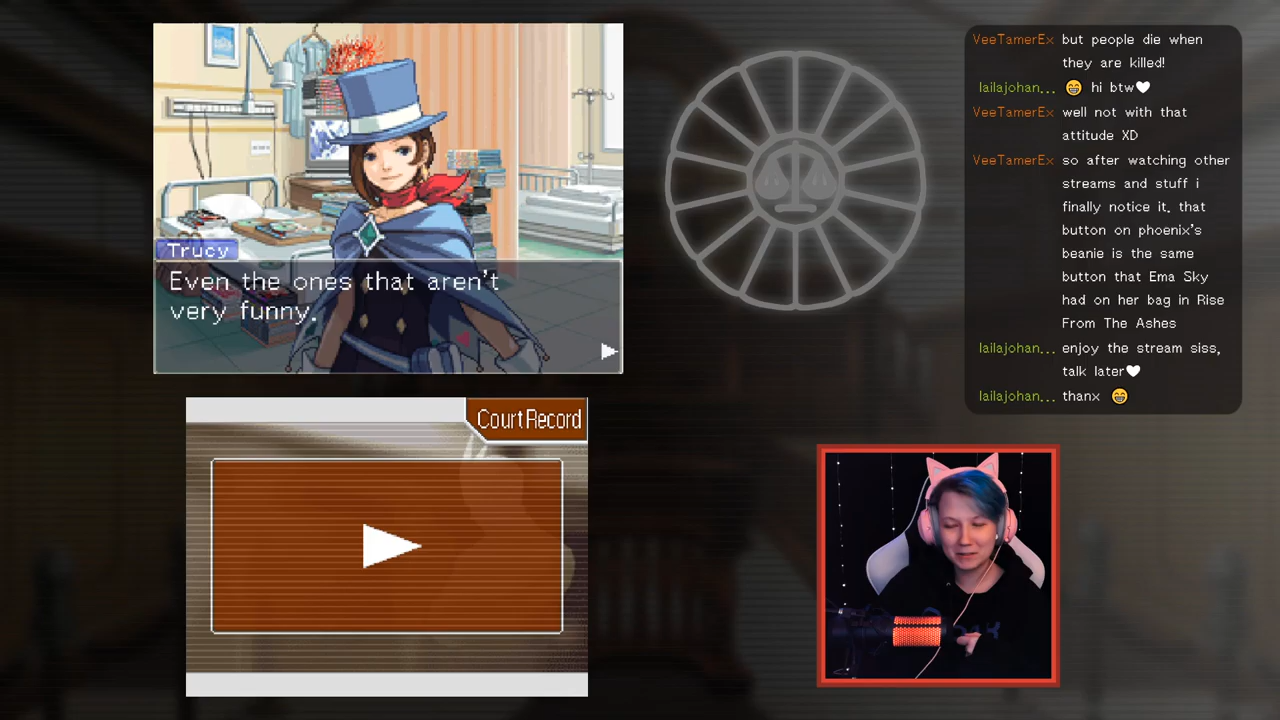 Trucy
Even the ones that aren't
very funny.
Court Record
VeeTamerEx but people die when
they are killed!
lailajohan... 😁 hi btw🤍
VeeTamerEx well not with that
attitude XD
VeeTamerEx so after watching other
streams and stuff i
finally notice it. that
button on phoenix's
beanie is the same
button that Ema Sky
had on her bag in Rise
From The Ashes
lailajohan... enjoy the stream siss,
talk later🤍
lailajohan... thanx 😁